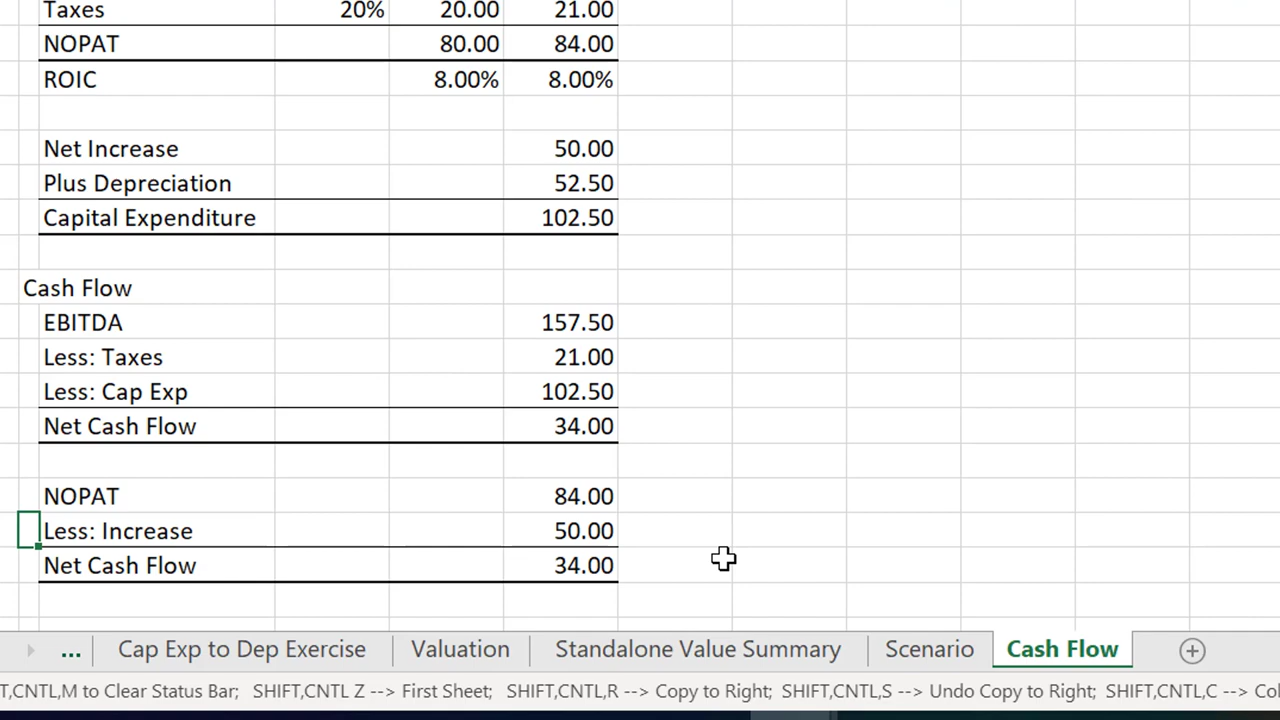 Taxes 20% 20.00 21.00
NOPAT 80.00 84.00
ROIC 8.00% 8.00%
Net Increase 50.00
Plus Depreciation 52.50
Capital Expenditure 102.50
Cash Flow
EBITDA 157.50
Less: Taxes 21.00
Less: Cap Exp 102.50
Net Cash Flow 34.00
NOPAT 84.00
Less: Increase 50.00
Net Cash Flow 34.00
... Cap Exp to Dep Exercise Valuation Standalone Value Summary Scenario Cash Flow
T,CNTL,M to Clear Status Bar; SHIFT,CNTL Z --> First Sheet; SHIFT,CNTL,R --> Copy to Right; SHIFT,CNTL,S --> Undo Copy to Right; SHIFT,CNTL,C --> Col